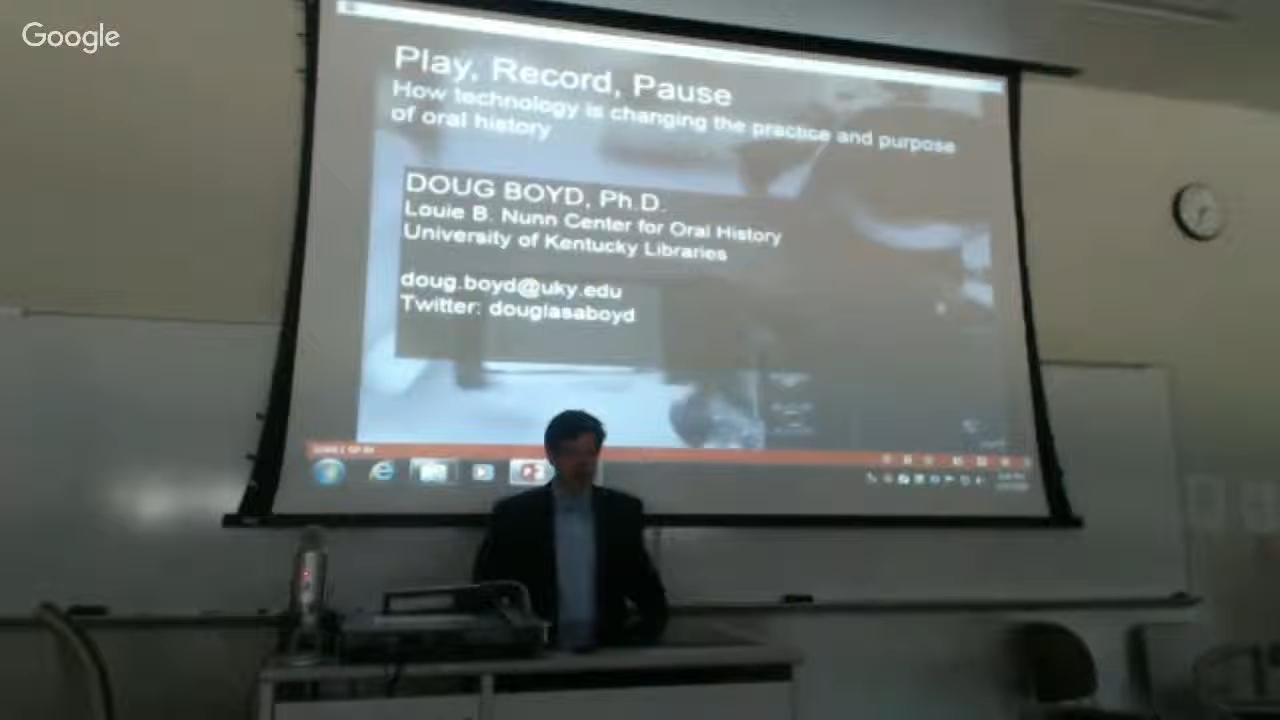 Google
Play, Record, Pause
How technology is changing the practice and purpose
of oral history
DOUG BOYD, Ph.D.
Louie B. Nunn Center for Oral History
University of Kentucky Libraries
doug.boyd@uky.edu
Twitter: douglasaboyd